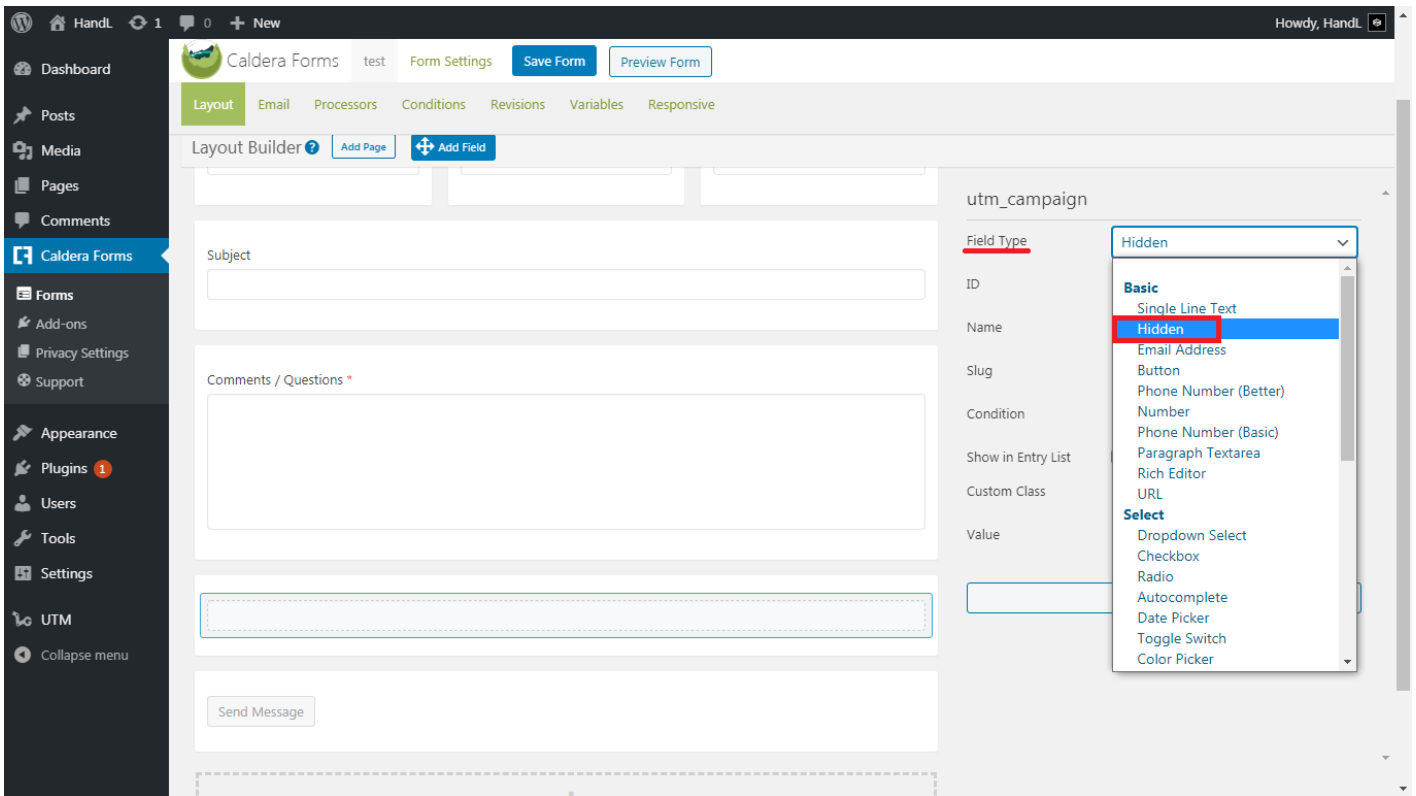 HandL 1 0 New Howdy, HandL
Dashboard
Posts
Media
Pages
Comments
Caldera Forms
Forms
Add-ons
Privacy Settings
Support
Appearance
Plugins 1
Users
Tools
Settings
UTM
Collapse menu
Caldera Forms test Form Settings Save Form Preview Form
Layout Email Processors Conditions Revisions Variables Responsive
Layout Builder ? Add Page Add Field
Subject
Comments / Questions *
Send Message
utm_campaign
Field Type Hidden
ID
Name
Slug
Condition
Show in Entry List
Custom Class
Value
Basic
Single Line Text
Hidden
Email Address
Button
Phone Number (Better)
Number
Phone Number (Basic)
Paragraph Textarea
Rich Editor
URL
Select
Dropdown Select
Checkbox
Radio
Autocomplete
Date Picker
Toggle Switch
Color Picker